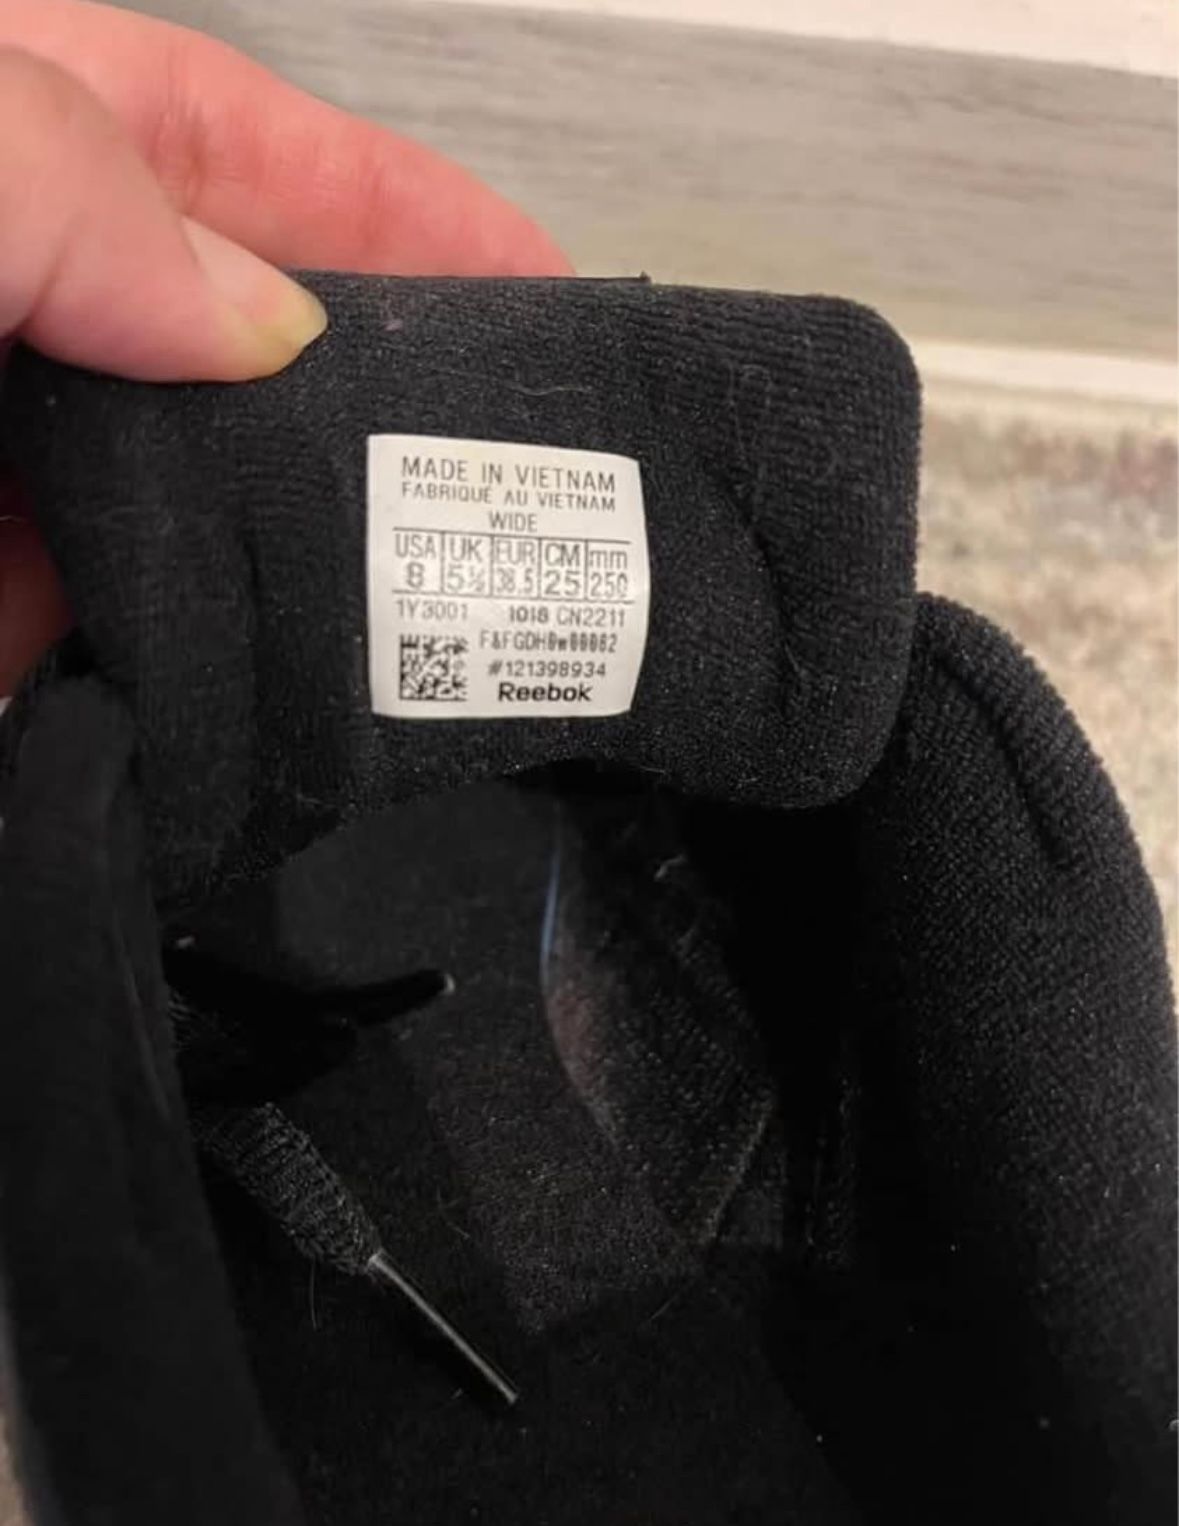 MADE IN VIETNAM
FABRIQUÉ AU VIETNAM
WIDE
USA UK EUR CM mm
8 5½ 38.5 25 250
1Y3001 1018 CN2211
#121398934
Reebok